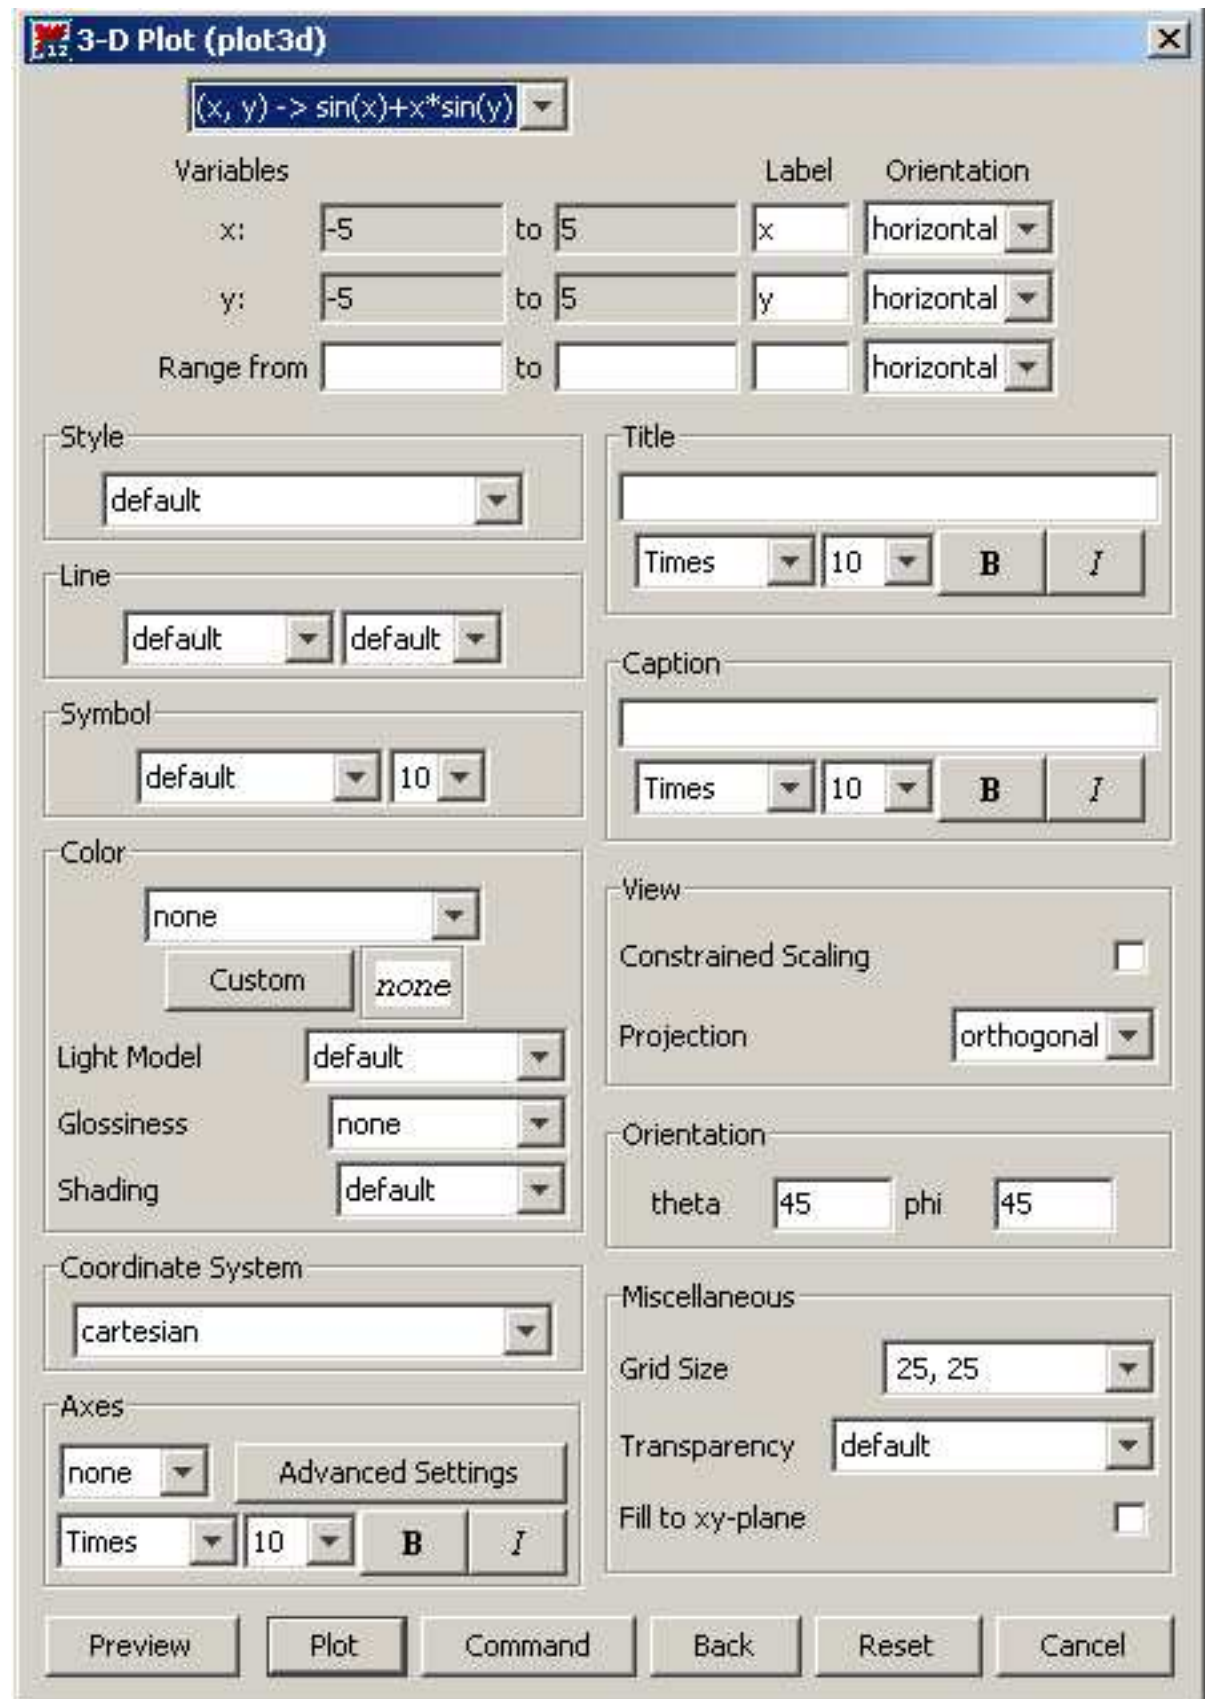 3-D Plot (plot3d)
(x, y) -> sin(x)+x*sin(y)
Variables Label Orientation
x: -5 to 5 x horizontal
y: -5 to 5 y horizontal
Range from to horizontal
Style
default
Line
default default
Symbol
default 10
Color
none
Custom none
Light Model default
Glossiness none
Shading default
Coordinate System
cartesian
Axes
none Advanced Settings
Times 10 B I
Title
Times 10 B I
Caption
Times 10 B I
View
Constrained Scaling
Projection orthogonal
Orientation
theta 45 phi 45
Miscellaneous
Grid Size 25, 25
Transparency default
Fill to xy-plane
Preview Plot Command Back Reset Cancel